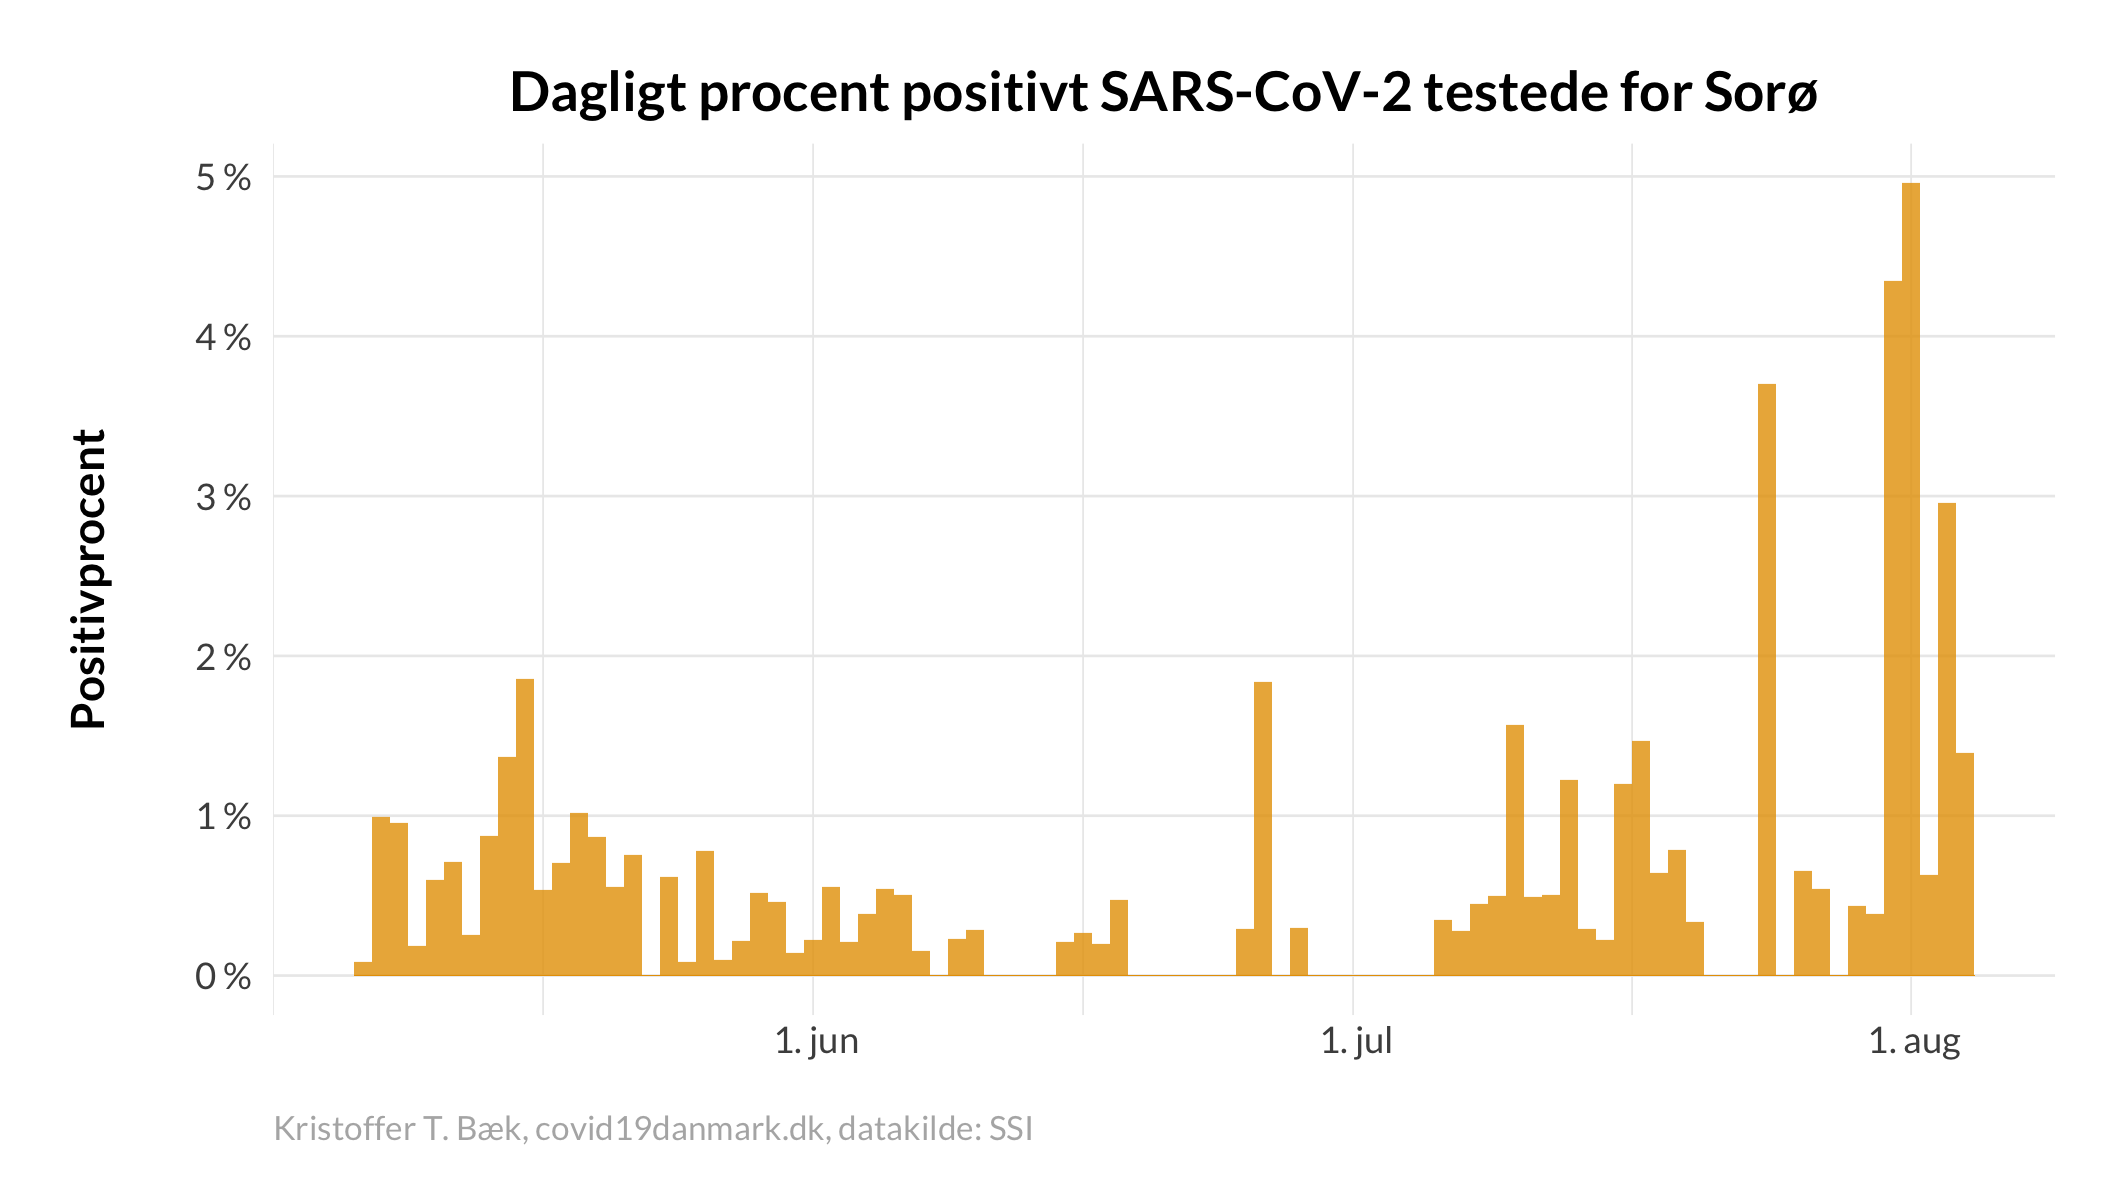 Dagligt procent positivt SARS-CoV-2 testede for Sorø
Positivprocent
5 %
4 %
3 %
2 %
1 %
0 %
1. jun
1. jul
1. aug
Kristoffer T. Bæk, covid19danmark.dk, datakilde: SSI